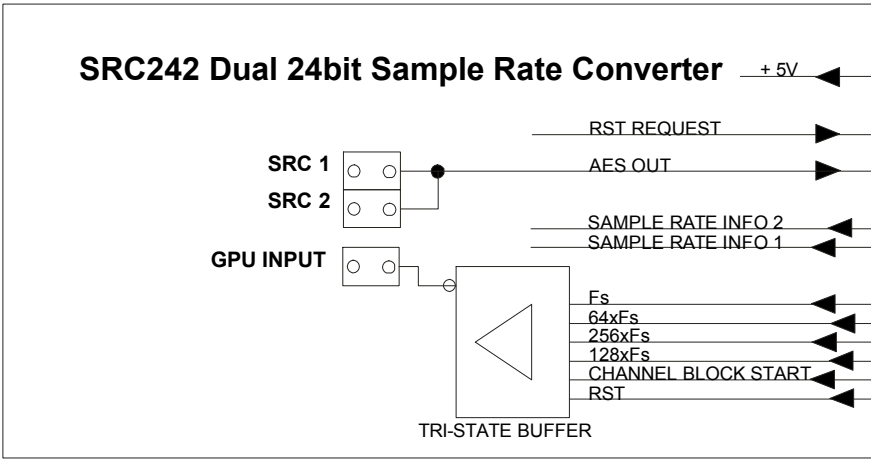 SRC242 Dual 24bit Sample Rate Converter
+ 5V
RST REQUEST
SRC 1
AES OUT
SRC 2
SAMPLE RATE INFO 2
SAMPLE RATE INFO 1
GPU INPUT
Fs
64xFs
256xFs
128xFs
CHANNEL BLOCK START
RST
TRI-STATE BUFFER